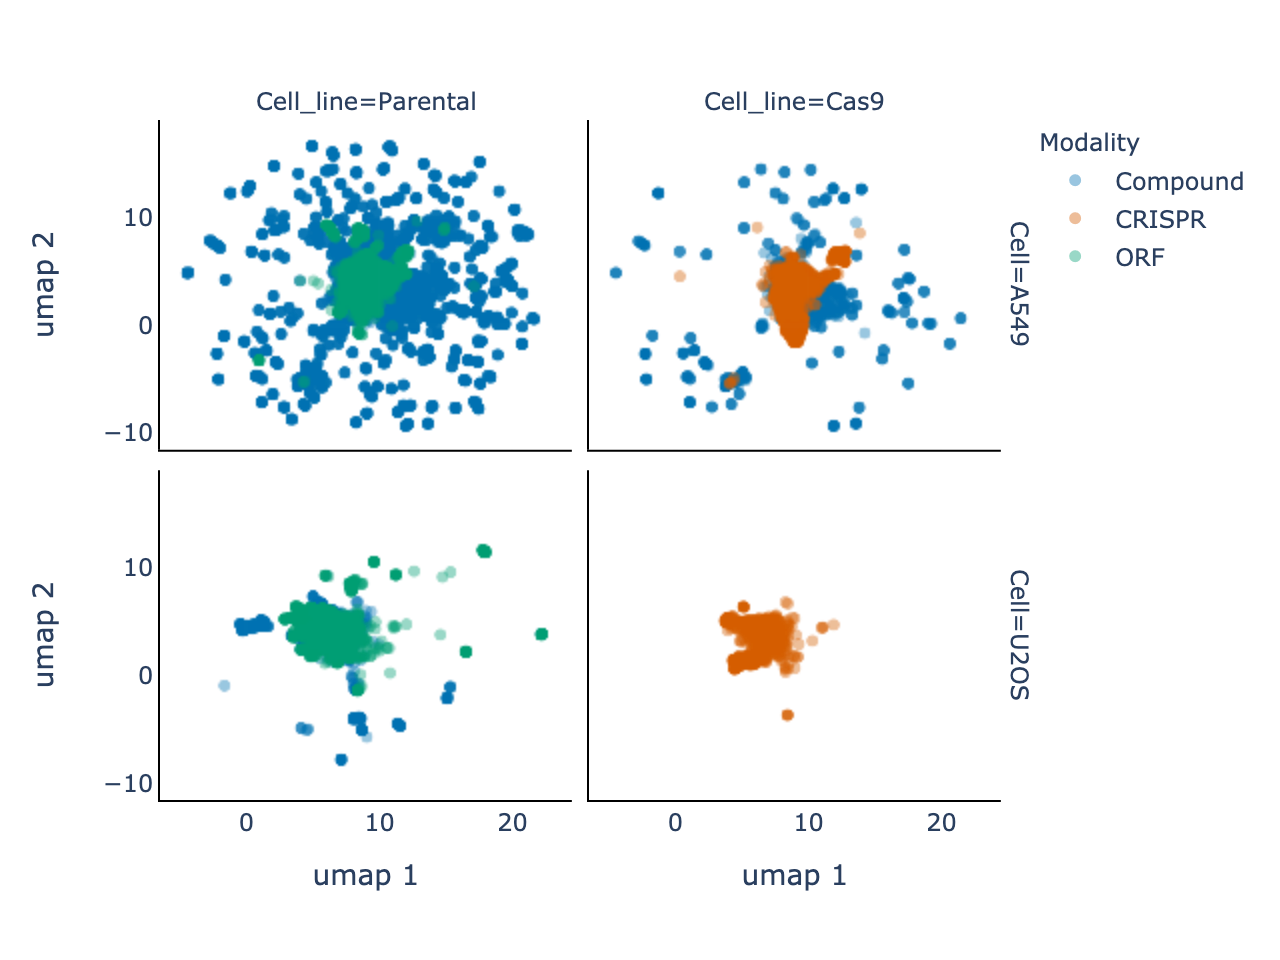 Cell_line=Parental
Cell_line=Cas9
Modality
Compound
CRISPR
ORF
umap 2
10
0
−10
Cell=A549
umap 2
10
0
−10
Cell=U2OS
0
10
20
0
10
20
umap 1
umap 1